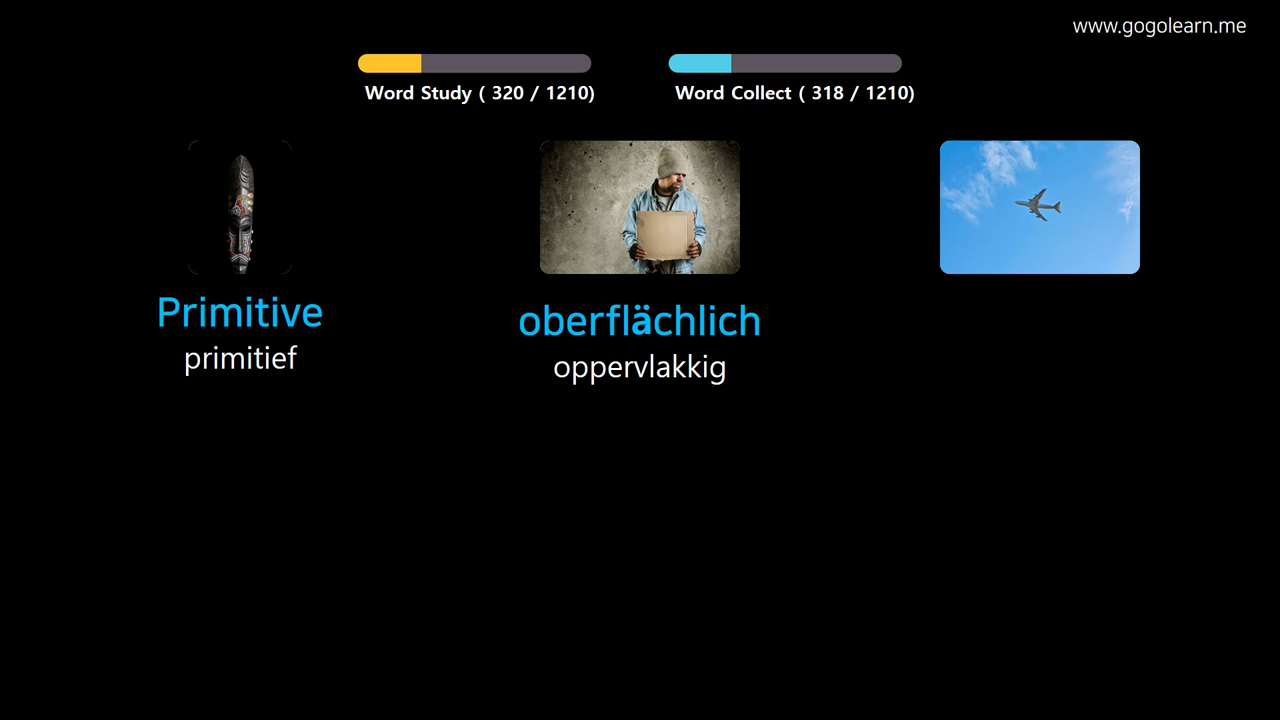 www.gogolearn.me
Word Study ( 320 / 1210)
Word Collect ( 318 / 1210)
Primitive
primitief
oberflächlich
oppervlakkig